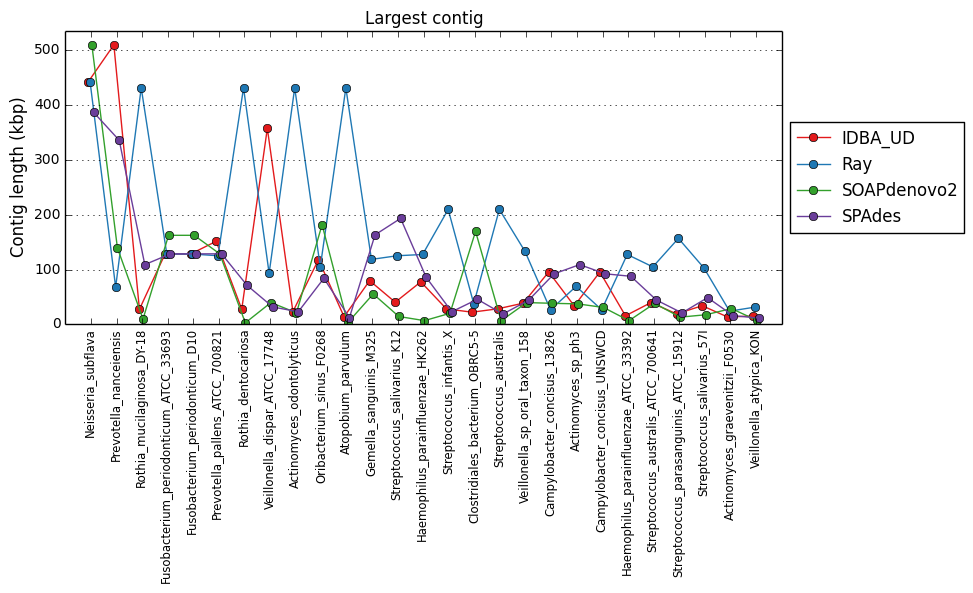 Largest contig
Contig length (kbp)
500
400
300
200
100
0
IDBA_UD
Ray
SOAPdenovo2
SPAdes
Neisseria_subflava
Prevotella_nanceiensis
Rothia_mucilaginosa_DY-18
Fusobacterium_periodonticum_ATCC_33693
Fusobacterium_periodonticum_D10
Prevotella_pallens_ATCC_700821
Rothia_dentocariosa
Veillonella_dispar_ATCC_17748
Actinomyces_odontolyticus
Oribacterium_sinus_F0268
Atopobium_parvulum
Gemella_sanguinis_M325
Streptococcus_salivarius_K12
Haemophilus_parainfluenzae_HK262
Streptococcus_infantis_X
Clostridiales_bacterium_OBRC5-5
Streptococcus_australis
Veillonella_sp_oral_taxon_158
Campylobacter_concisus_13826
Actinomyces_sp_ph3
Campylobacter_concisus_UNSWCD
Haemophilus_parainfluenzae_ATCC_33392
Streptococcus_australis_ATCC_700641
Streptococcus_parasanguinis_ATCC_15912
Streptococcus_salivarius_57I
Actinomyces_graevenitzii_F0530
Veillonella_atypica_KON